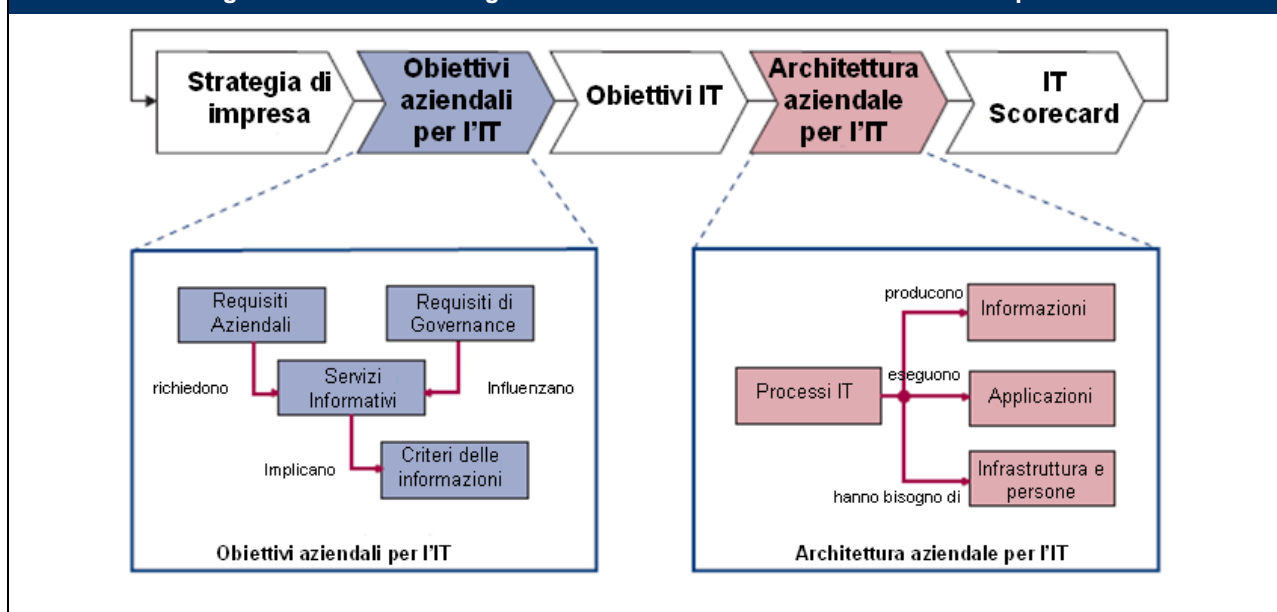 Strategia di
impresa
Obiettivi
aziendali
per l'IT
Obiettivi IT
Architettura
aziendale
per l'IT
IT
Scorecard
Requisiti
Aziendali
Requisiti di
Governance
richiedono
Servizi
Informativi
Influenzano
Implicano
Criteri delle
informazioni
Obiettivi aziendali per l'IT
producono
Informazioni
Processi IT
eseguono
Applicazioni
hanno bisogno di
Infrastruttura e
persone
Architettura aziendale per l'IT